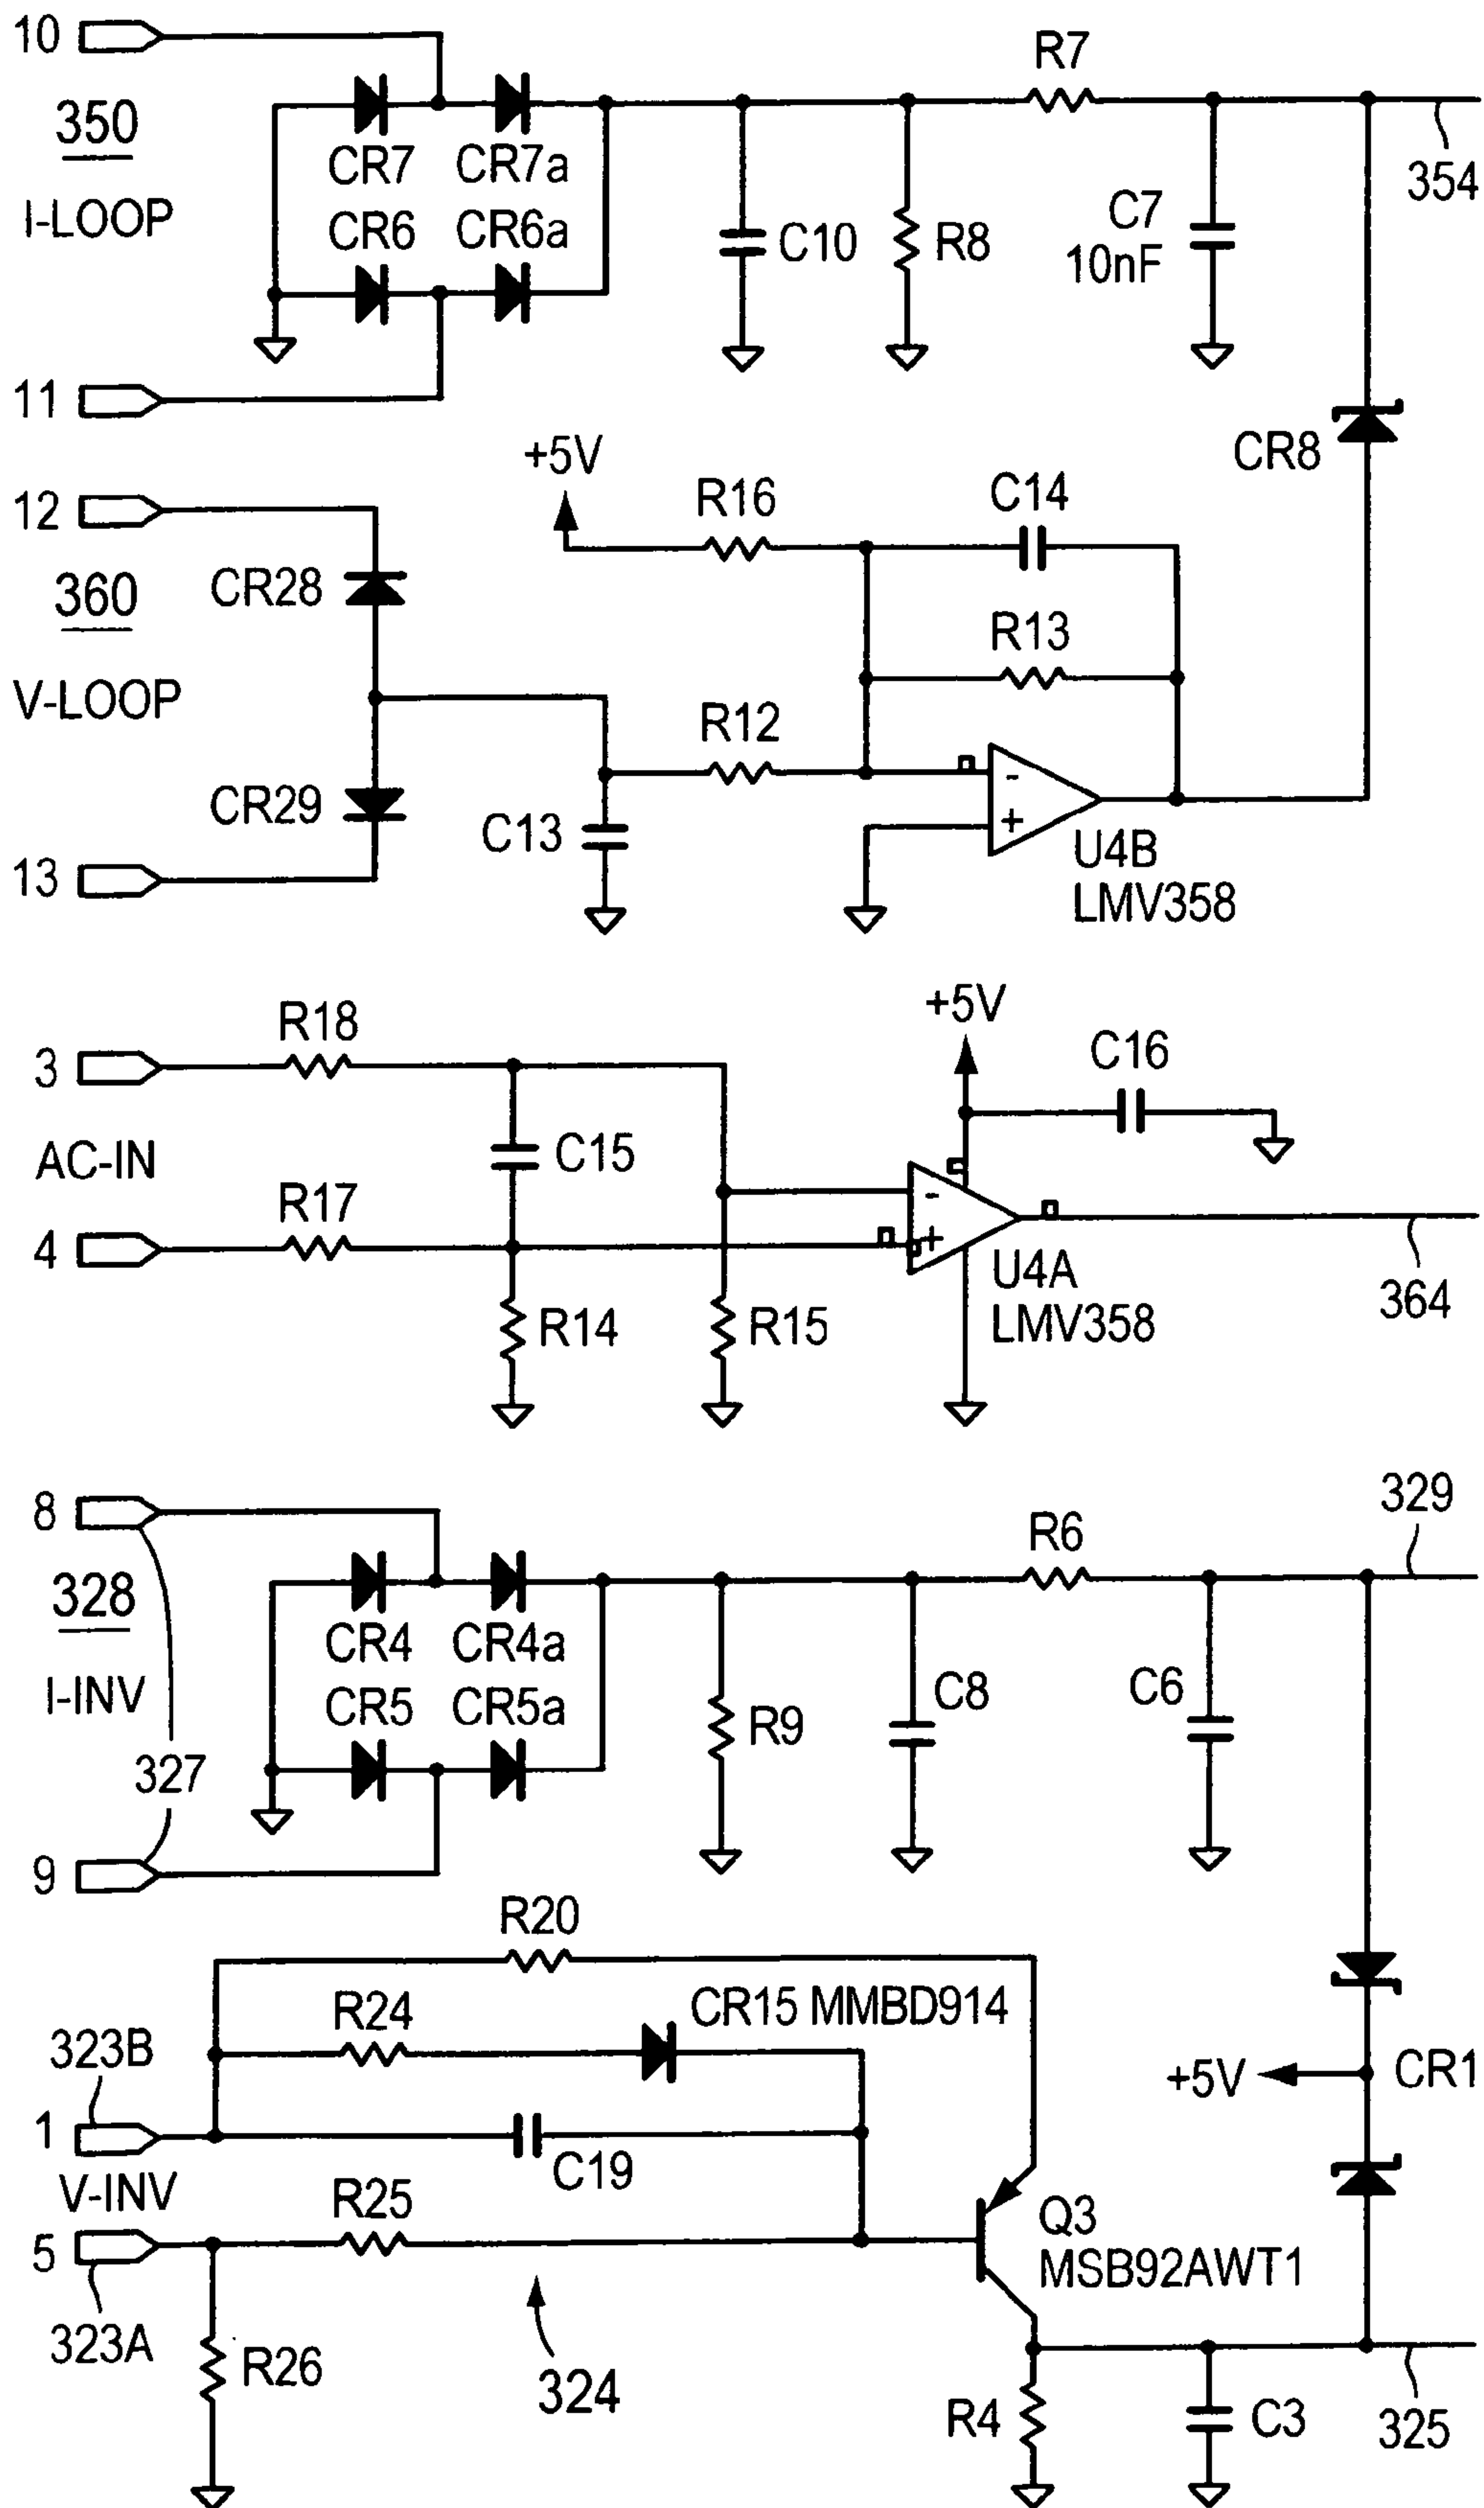 10
R7
350
CR7 CR7a
354
I-LOOP
CR6 CR6a
C10
R8
C7
10nF
11
+5V
CR8
12
R16
C14
360
CR28
R13
V-LOOP
R12
CR29
C13
-
+
13
U4B
LMV358
R18
+5V
3
C16
AC-IN
C15
R17
-
+
4
U4A
LMV358
364
R14
R15
8
329
R6
328
CR4 CR4a
I-INV
CR5 CR5a
R9
C8
C6
327
9
R20
R24
CR15 MMBD914
323B
+5V
CR1
1
C19
V-INV
R25
Q3
5
MSB92AWT1
323A
R26
324
R4
C3
325